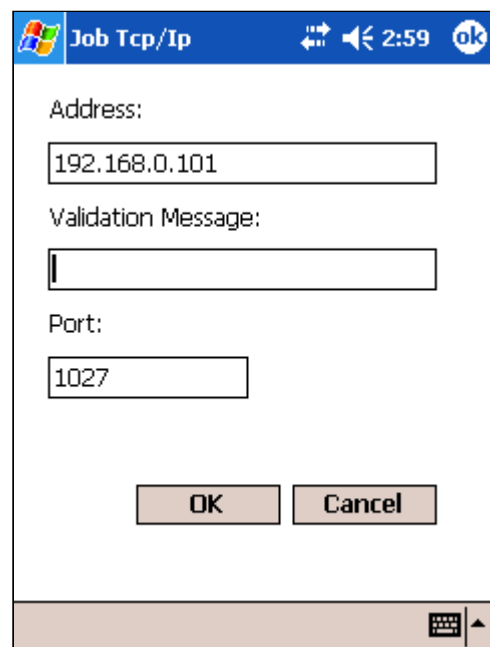 Job Tcp/Ip 2:59 ok
Address:
192.168.0.101
Validation Message:
Port:
1027
OK Cancel